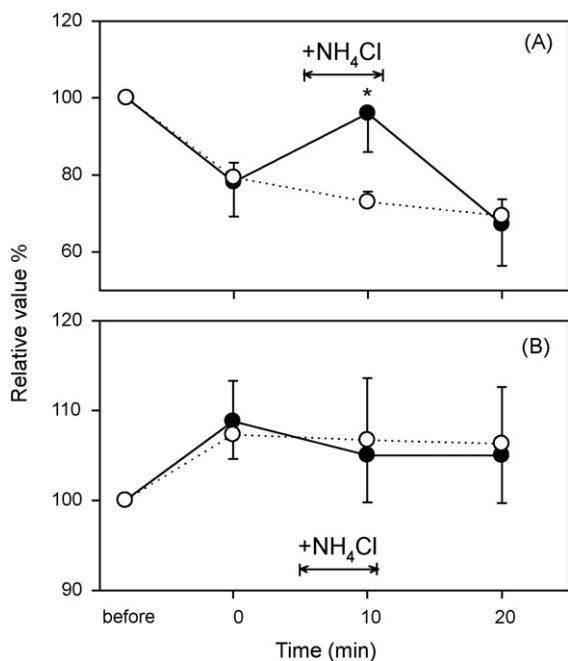 120
(A)
+NH₄Cl
100
*
80
60
Relative value %
120
(B)
110
100
+NH₄Cl
90
before 0 10 20
Time (min)